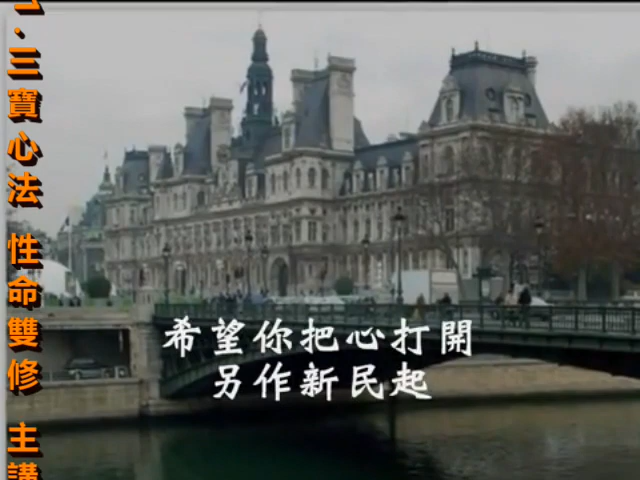 三寶心法 性命雙修 主講
希望你把心打開
另作新民起